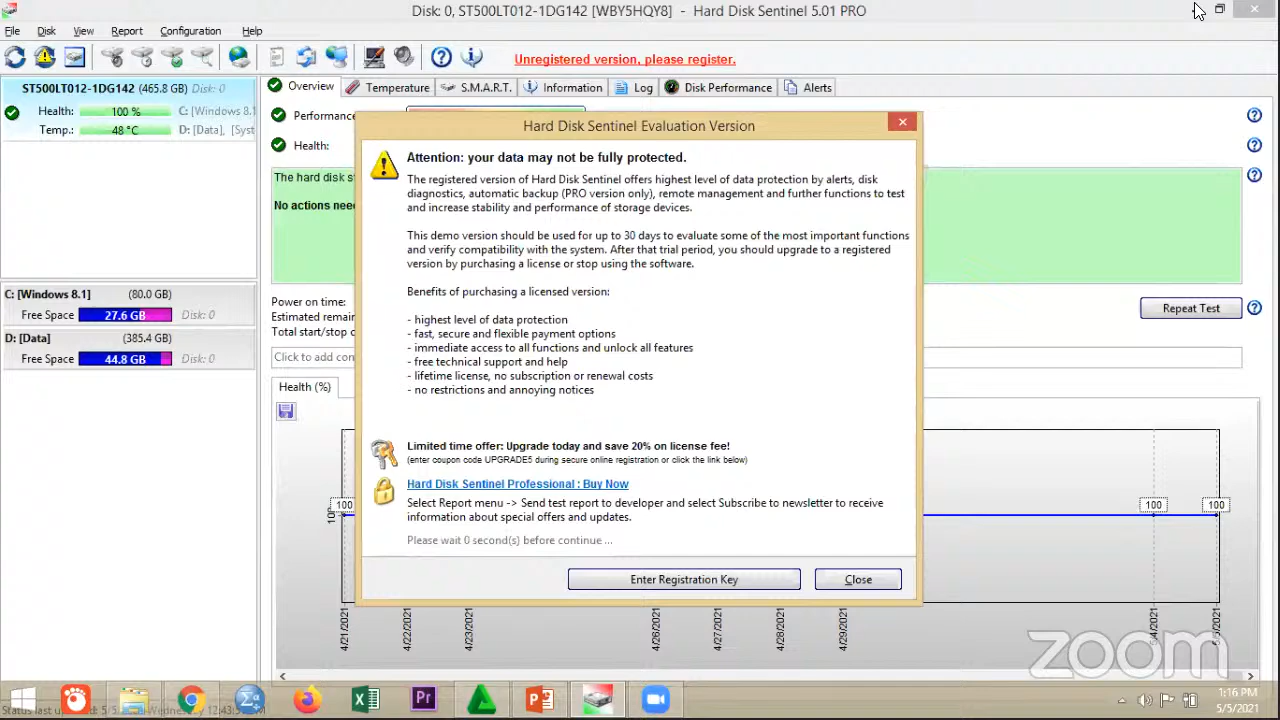 Disk: 0, ST500LT012-1DG142 [WBY5HQY8] - Hard Disk Sentinel 5.01 PRO
File Disk View Report Configuration Help
Unregistered version, please register.
ST500LT012-1DG142 (465.8 GB) Disk: 0
Health: 100 % C: [Windows 8.1
Temp.: 48 °C D: [Data], [Syst
C: [Windows 8.1] (80.0 GB)
Free Space 27.6 GB Disk: 0
D: [Data] (385.4 GB)
Free Space 44.8 GB Disk: 0
Overview Temperature S.M.A.R.T. Information Log Disk Performance Alerts
Performance
Health:
The hard disk s
No actions nee
Power on time:
Estimated remai
Total start/stop
Repeat Test
Click to add com
Health (%)
Hard Disk Sentinel Evaluation Version
Attention: your data may not be fully protected.
The registered version of Hard Disk Sentinel offers highest level of data protection by alerts, disk
diagnostics, automatic backup (PRO version only), remote management and further functions to test
and increase stability and performance of storage devices.
This demo version should be used for up to 30 days to evaluate some of the most important functions
and verify compatibility with the system. After that trial period, you should upgrade to a registered
version by purchasing a license or stop using the software.
Benefits of purchasing a licensed version:
- highest level of data protection
- fast, secure and flexible payment options
- immediate access to all functions and unlock all features
- free technical support and help
- lifetime license, no subscription or renewal costs
- no restrictions and annoying notices
Limited time offer: Upgrade today and save 20% on license fee!
(enter coupon code UPGRADE5 during secure online registration or click the link below)
Hard Disk Sentinel Professional : Buy Now
Select Report menu -> Send test report to developer and select Subscribe to newsletter to receive
information about special offers and updates.
Please wait 0 second(s) before continue ...
Enter Registration Key Close
100 100 100
100
4/21/2021 4/22/2021 4/23/2021 4/26/2021 4/27/2021 4/28/2021 4/29/2021
zoom
Status last up
1:16 PM
5/5/2021